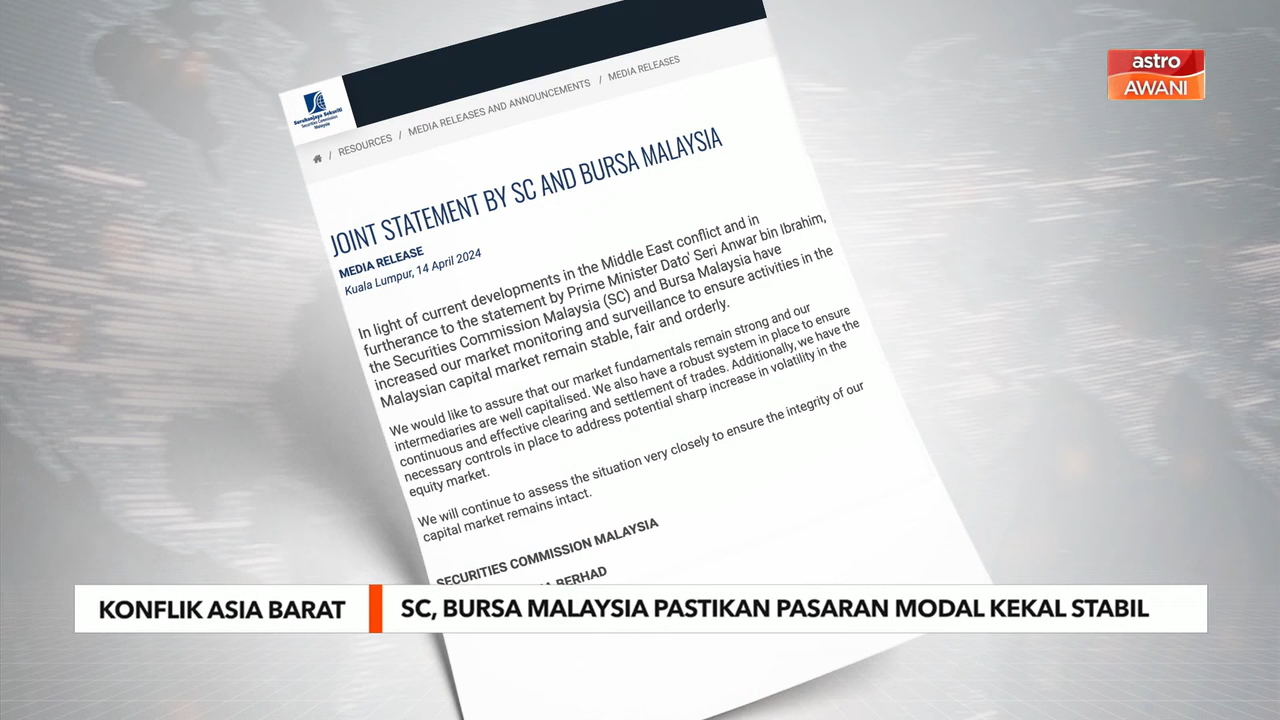 astro
AWANI
Suruhanjaya Sekuriti
Securities Commission
Malaysia
/ RESOURCES / MEDIA RELEASES AND ANNOUNCEMENTS / MEDIA RELEASES
JOINT STATEMENT BY SC AND BURSA MALAYSIA
MEDIA RELEASE
Kuala Lumpur, 14 April 2024
In light of current developments in the Middle East conflict and in
furtherance to the statement by Prime Minister Dato' Seri Anwar bin Ibrahim,
the Securities Commission Malaysia (SC) and Bursa Malaysia have
increased our market monitoring and surveillance to ensure activities in the
Malaysian capital market remain stable, fair and orderly.
We would like to assure that our market fundamentals remain strong and our
intermediaries are well capitalised. We also have a robust system in place to ensure
continuous and effective clearing and settlement of trades. Additionally, we have the
necessary controls in place to address potential sharp increase in volatility in the
equity market.
We will continue to assess the situation very closely to ensure the integrity of our
capital market remains intact.
SECURITIES COMMISSION MALAYSIA
BERHAD
KONFLIK ASIA BARAT
SC, BURSA MALAYSIA PASTIKAN PASARAN MODAL KEKAL STABIL